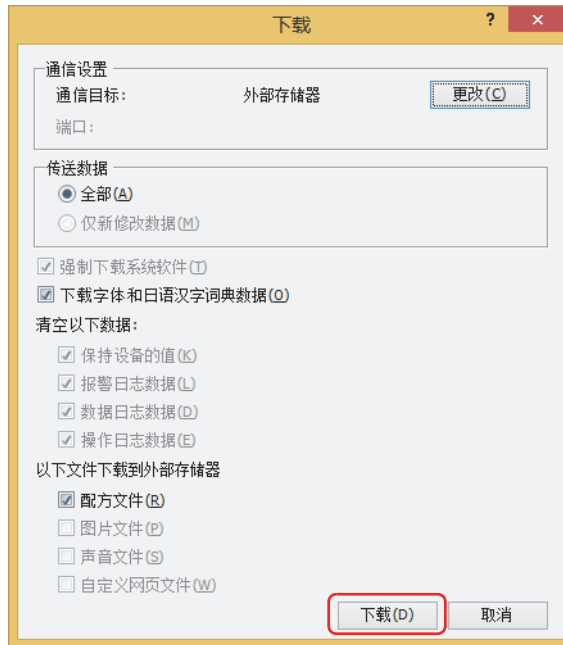 下载
?
×
通信设置
通信目标: 外部存储器 更改(C)
端口:
传送数据
全部(A)
仅新修改数据(M)
强制下载系统软件(T)
下载字体和日语汉字词典数据(O)
清空以下数据:
保持设备的值(K)
报警日志数据(L)
数据日志数据(D)
操作日志数据(E)
以下文件下载到外部存储器
配方文件(R)
图片文件(P)
声音文件(S)
自定义网页文件(W)
下载(D) 取消